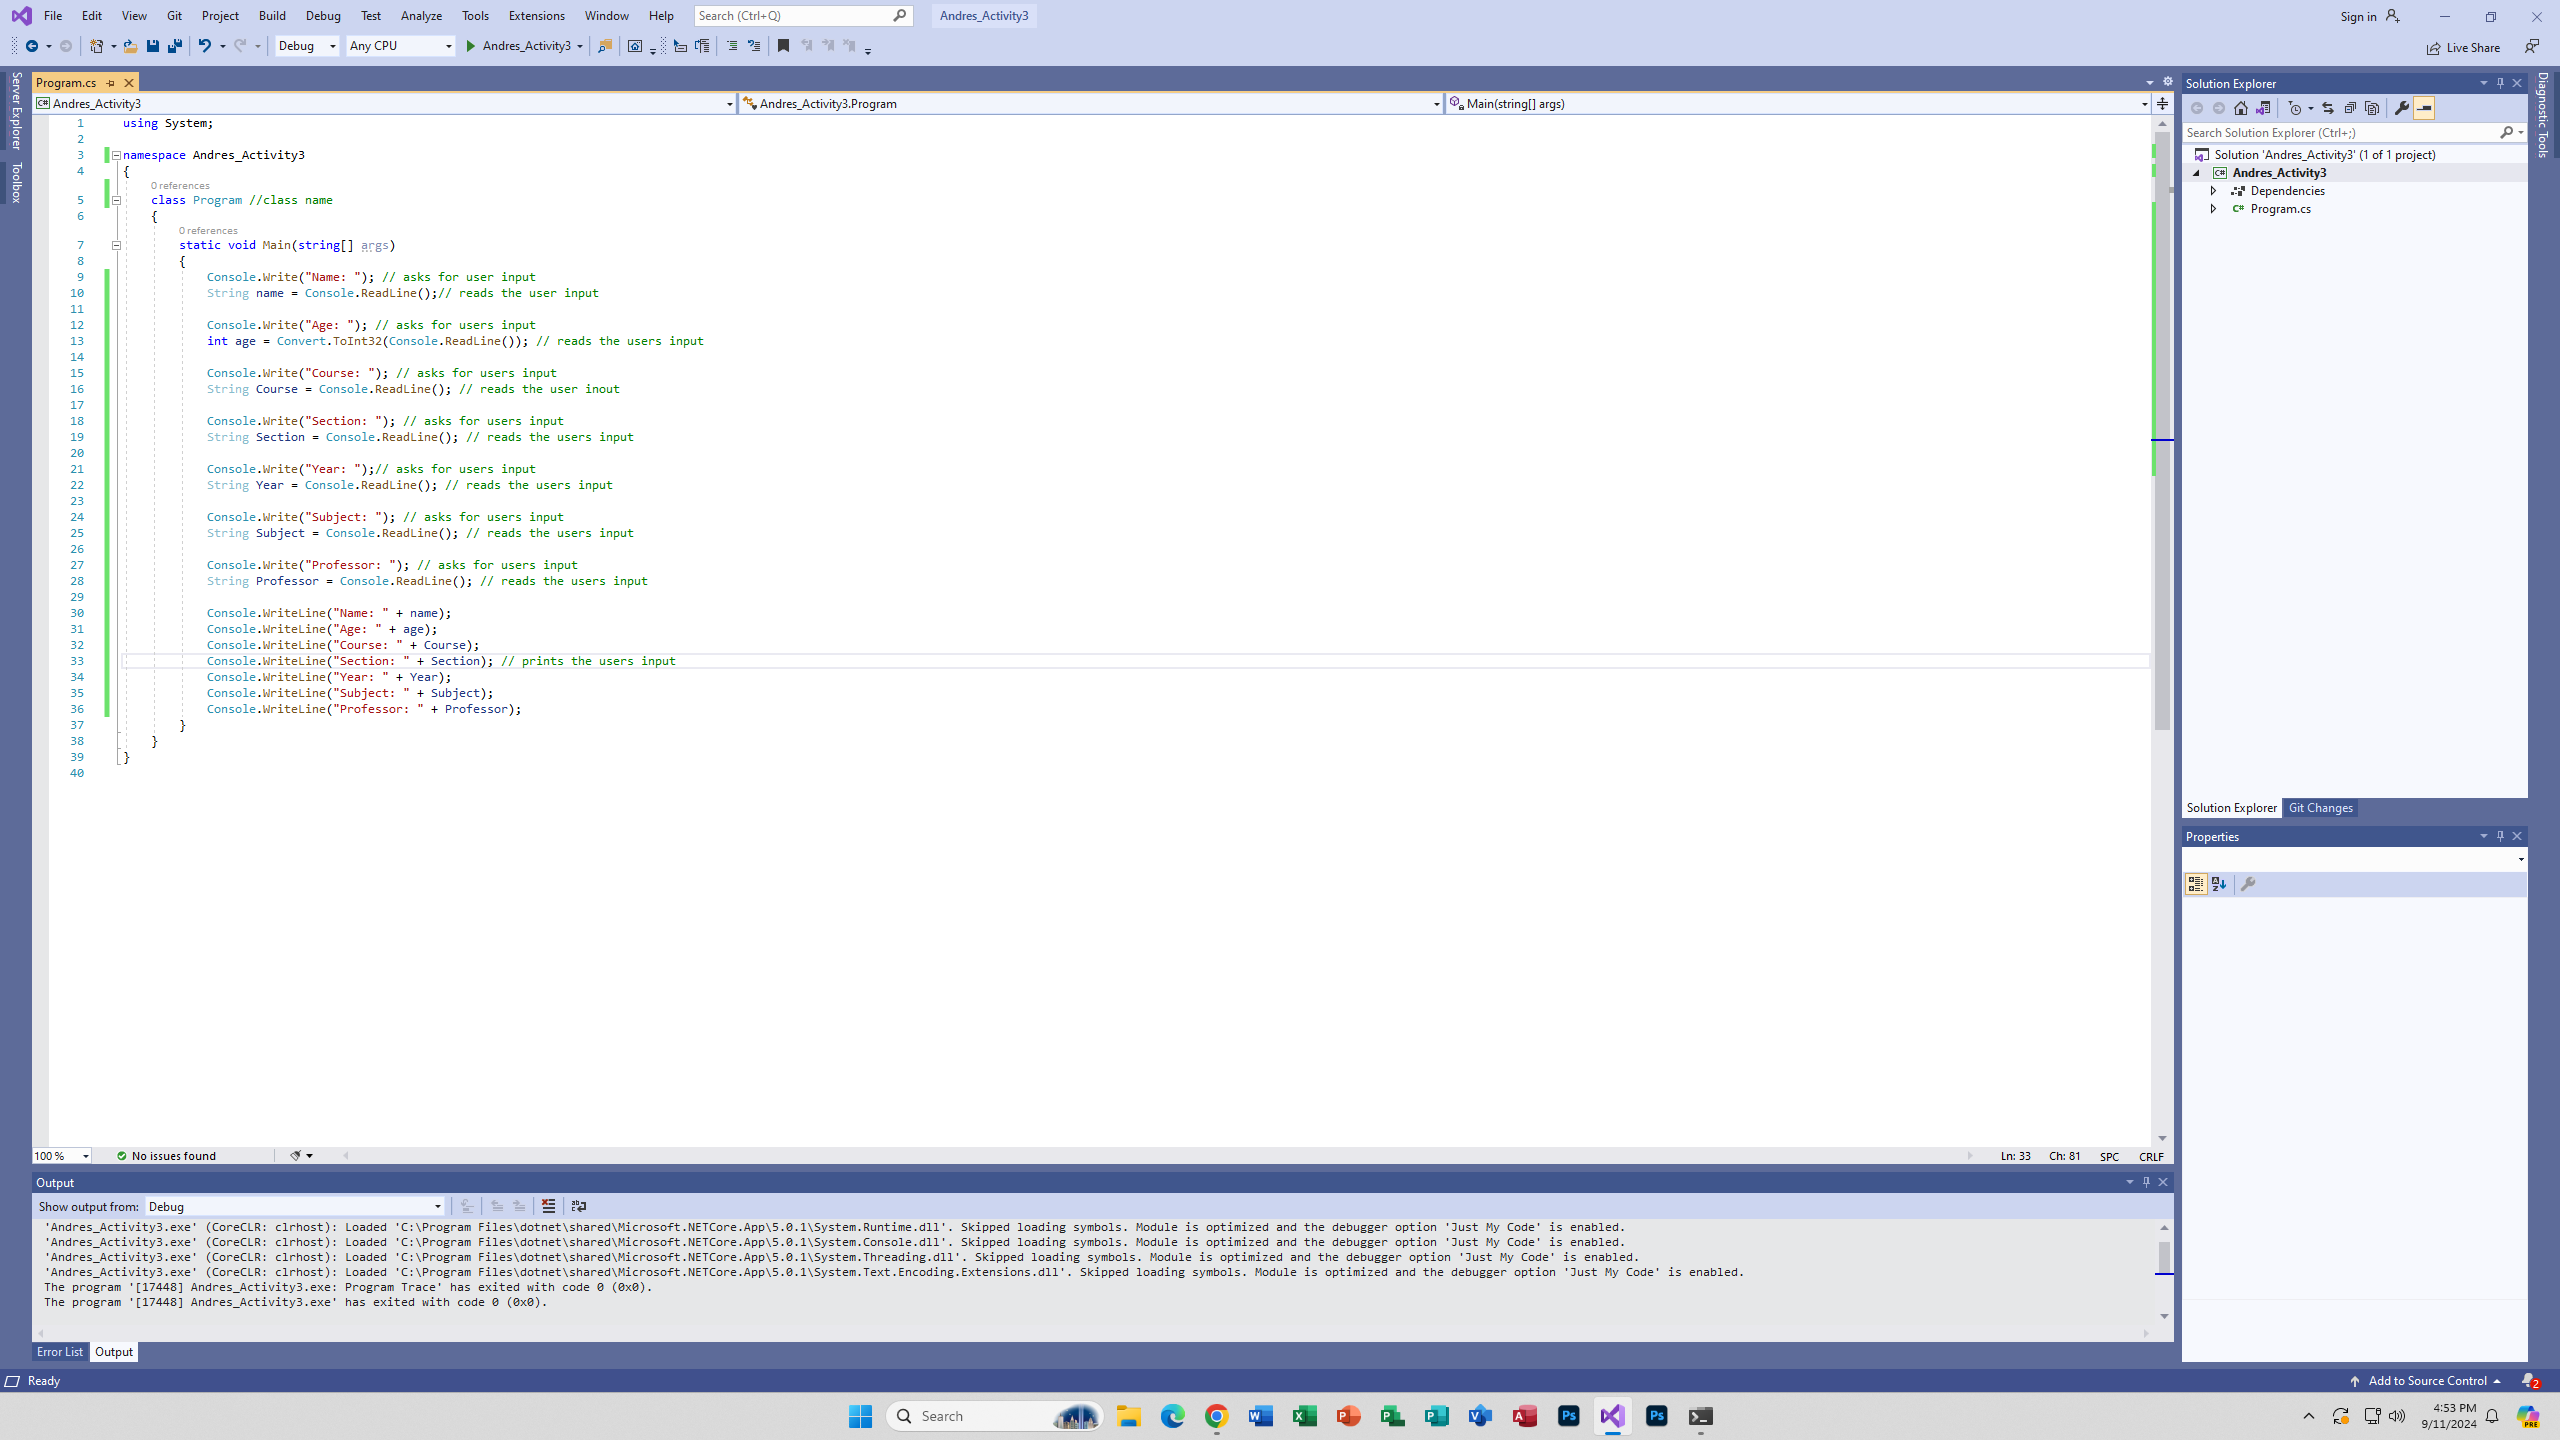 File Edit View Git Project Build Debug Test Analyze Tools Extensions Window Help Search (Ctrl+Q) Andres_Activity3 Sign in
Debug Any CPU Andres_Activity3 Live Share
Server Explorer
Toolbox
Program.cs
Andres_Activity3 Andres_Activity3.Program Main(string[] args)
1 using System;
2
3 namespace Andres_Activity3
4 {
0 references
5 class Program //class name
6 {
0 references
7 static void Main(string[] args)
8 {
9 Console.Write("Name: "); // asks for user input
10 String name = Console.ReadLine();// reads the user input
11
12 Console.Write("Age: "); // asks for users input
13 int age = Convert.ToInt32(Console.ReadLine()); // reads the users input
14
15 Console.Write("Course: "); // asks for users input
16 String Course = Console.ReadLine(); // reads the user inout
17
18 Console.Write("Section: "); // asks for users input
19 String Section = Console.ReadLine(); // reads the users input
20
21 Console.Write("Year: ");// asks for users input
22 String Year = Console.ReadLine(); // reads the users input
23
24 Console.Write("Subject: "); // asks for users input
25 String Subject = Console.ReadLine(); // reads the users input
26
27 Console.Write("Professor: "); // asks for users input
28 String Professor = Console.ReadLine(); // reads the users input
29
30 Console.WriteLine("Name: " + name);
31 Console.WriteLine("Age: " + age);
32 Console.WriteLine("Course: " + Course);
33 Console.WriteLine("Section: " + Section); // prints the users input
34 Console.WriteLine("Year: " + Year);
35 Console.WriteLine("Subject: " + Subject);
36 Console.WriteLine("Professor: " + Professor);
37 }
38 }
39 }
40
100 % No issues found Ln: 33 Ch: 81 SPC CRLF
Output
Show output from: Debug
'Andres_Activity3.exe' (CoreCLR: clrhost): Loaded 'C:\Program Files\dotnet\shared\Microsoft.NETCore.App\5.0.1\System.Runtime.dll'. Skipped loading symbols. Module is optimized and the debugger option 'Just My Code' is enabled.
'Andres_Activity3.exe' (CoreCLR: clrhost): Loaded 'C:\Program Files\dotnet\shared\Microsoft.NETCore.App\5.0.1\System.Console.dll'. Skipped loading symbols. Module is optimized and the debugger option 'Just My Code' is enabled.
'Andres_Activity3.exe' (CoreCLR: clrhost): Loaded 'C:\Program Files\dotnet\shared\Microsoft.NETCore.App\5.0.1\System.Threading.dll'. Skipped loading symbols. Module is optimized and the debugger option 'Just My Code' is enabled.
'Andres_Activity3.exe' (CoreCLR: clrhost): Loaded 'C:\Program Files\dotnet\shared\Microsoft.NETCore.App\5.0.1\System.Text.Encoding.Extensions.dll'. Skipped loading symbols. Module is optimized and the debugger option 'Just My Code' is enabled.
The program '[17448] Andres_Activity3.exe: Program Trace' has exited with code 0 (0x0).
The program '[17448] Andres_Activity3.exe' has exited with code 0 (0x0).
Error List Output
Solution Explorer
Search Solution Explorer (Ctrl+;)
Solution 'Andres_Activity3' (1 of 1 project)
C# Andres_Activity3
Dependencies
C# Program.cs
Solution Explorer Git Changes
Properties
Diagnostic Tools
Ready Add to Source Control 2
Search 4:53 PM
9/11/2024